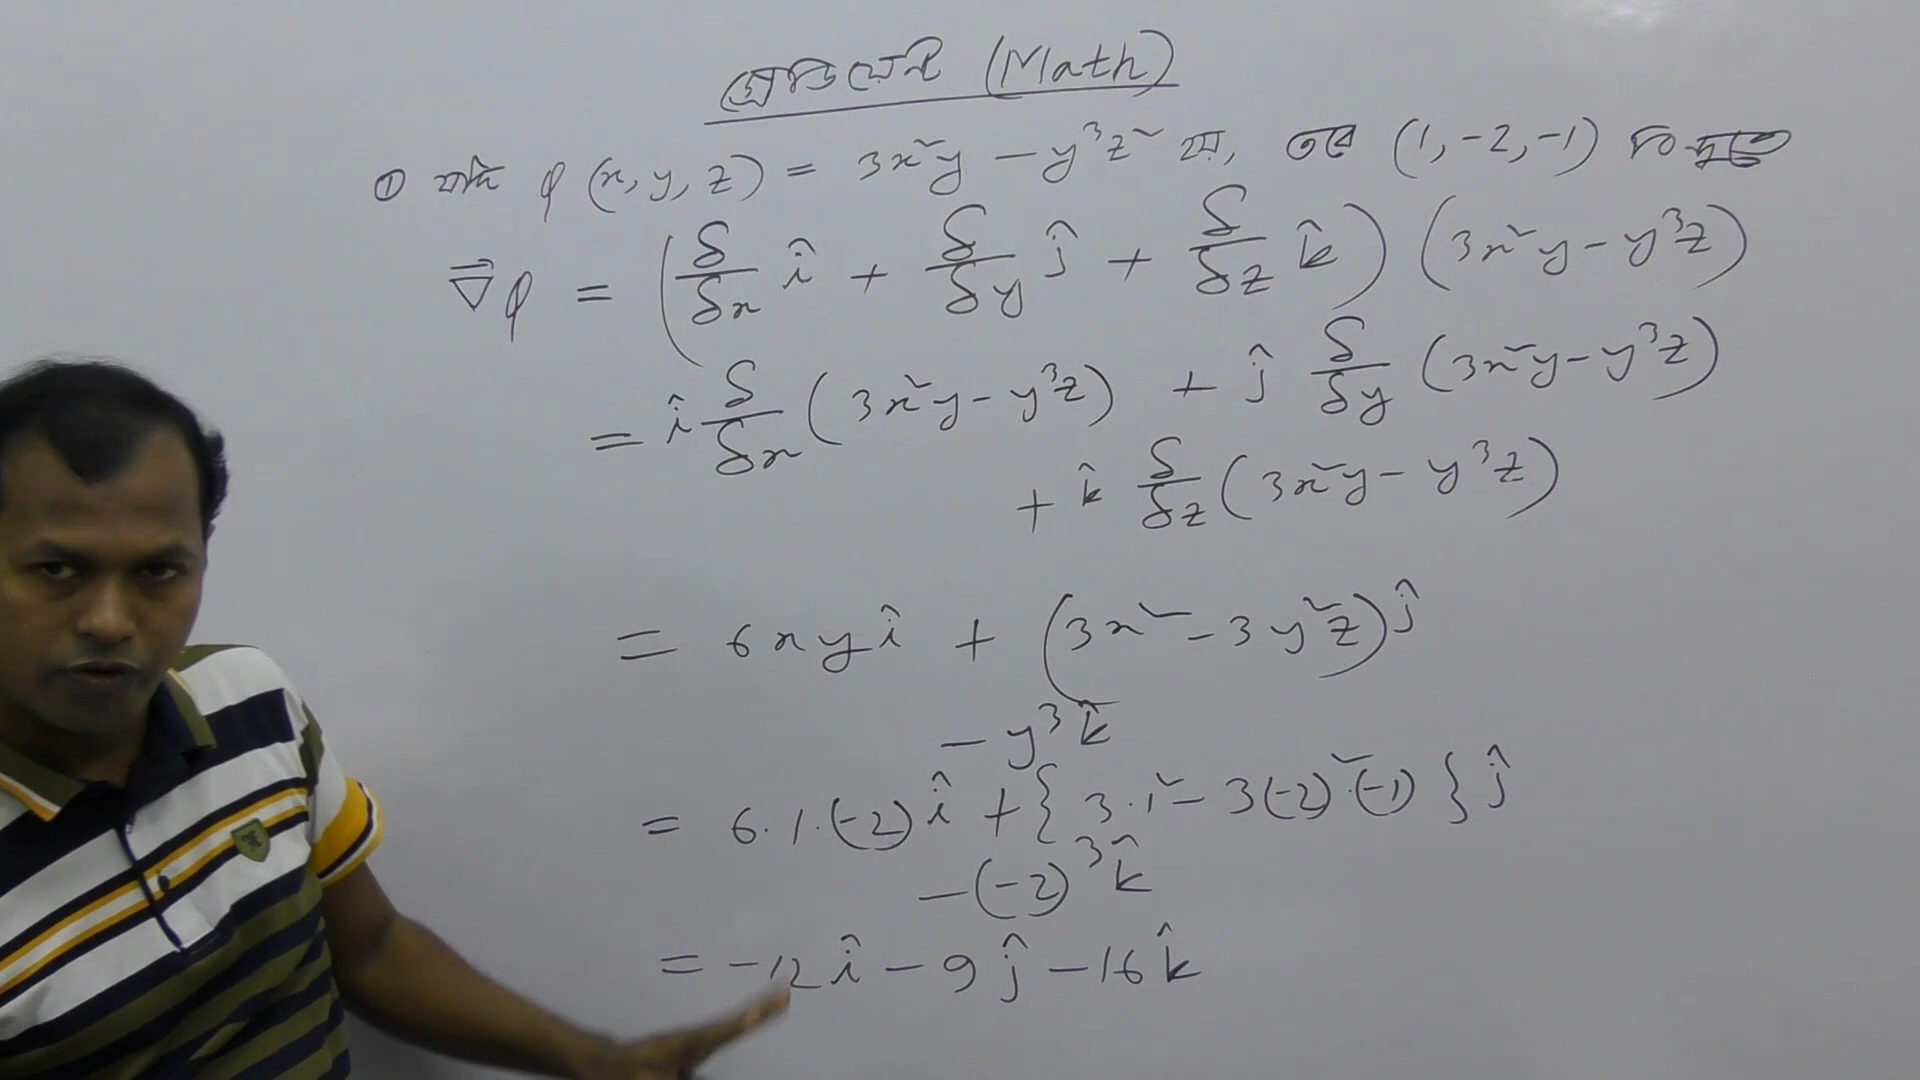 গ্রেডিয়েন্ট (Math)
① যদি φ (x, y, z) = 3x²y − y³z² হয়, তবে (1, −2, −1)
∇⃗φ = (δ/δx î + δ/δy ĵ + δ/δz k̂) (3x²y − y³z)
= î δ/δx (3x²y − y³z) + ĵ δ/δy (3x²y − y³z)
+ k̂ δ/δz (3x²y − y³z)
= 6xyî + (3x² − 3y²z)ĵ
− y³k̂
= 6.1.(−2)î + {3.1² − 3(−2)².(−1)}ĵ
− (−2)³k̂
= −12î − 9ĵ − 16k̂